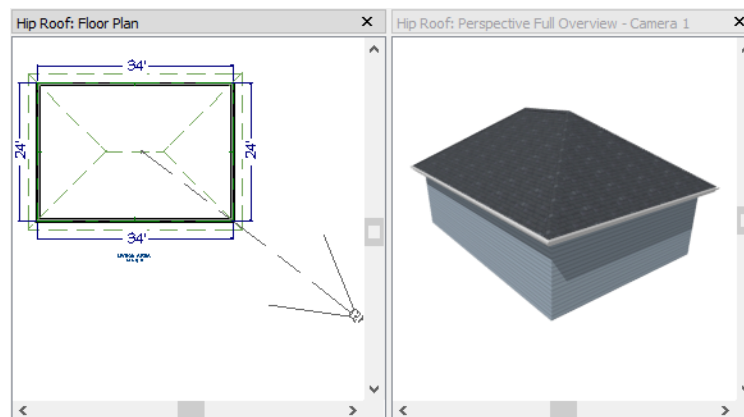 Hip Roof: Floor Plan
Hip Roof: Perspective Full Overview - Camera 1
34'
24'
24'
34'
LIVING AREA